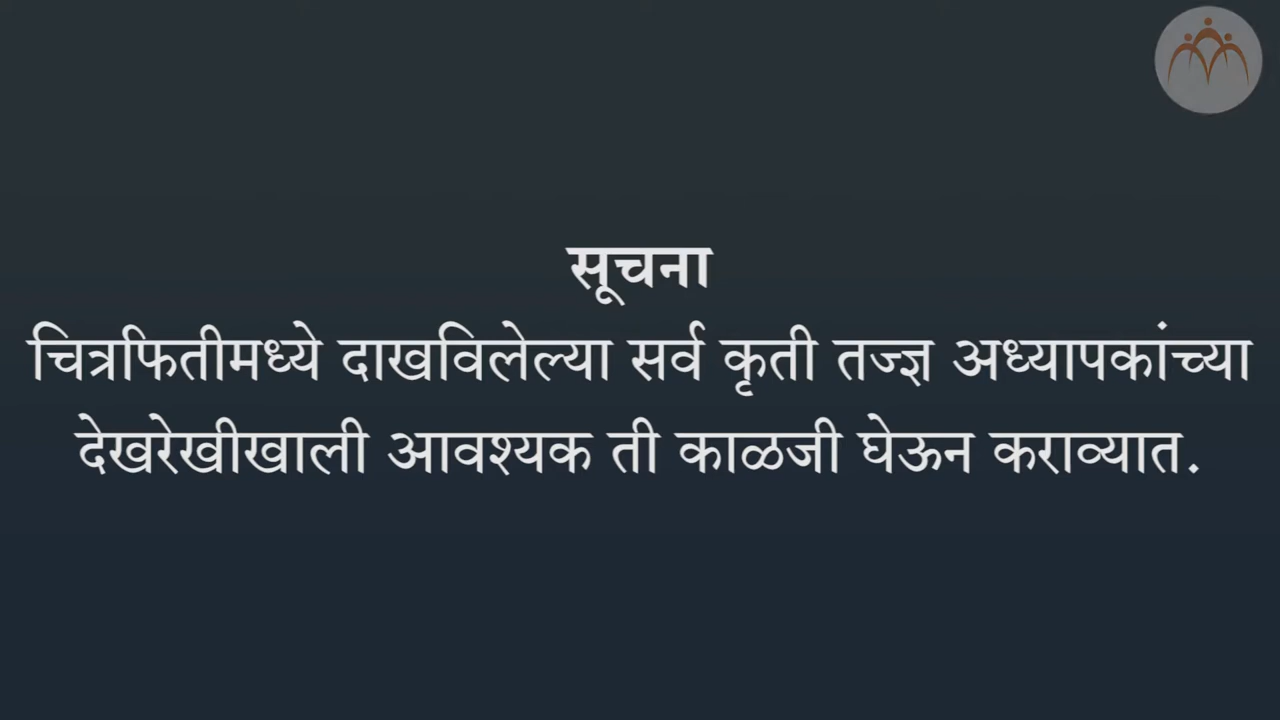 सूचना
चित्रफितीमध्ये दाखविलेल्या सर्व कृती तज्ज्ञ अध्यापकांच्या
देखरेखीखाली आवश्यक ती काळजी घेऊन कराव्यात.